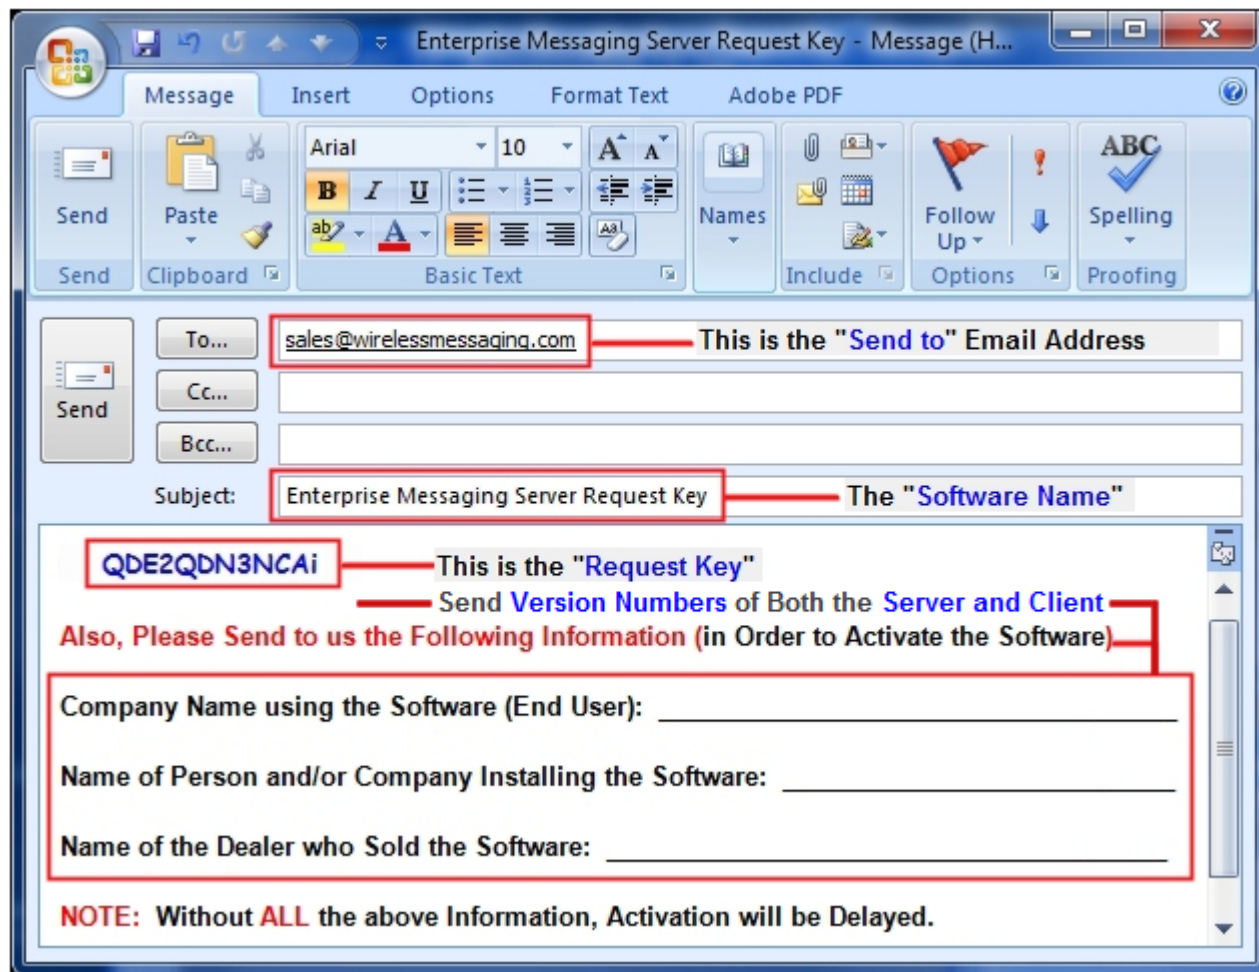 Enterprise Messaging Server Request Key - Message (H...
Message Insert Options Format Text Adobe PDF
Arial 10 A A ABC
B I U
Send Paste Names Follow Up Spelling
ab A Aa
Send Clipboard Basic Text Include Options Proofing
To... sales@wirelessmessaging.com This is the "Send to" Email Address
Send Cc...
Bcc...
Subject: Enterprise Messaging Server Request Key The "Software Name"
QDE2QDN3NCAi This is the "Request Key"
Send Version Numbers of Both the Server and Client
Also, Please Send to us the Following Information (in Order to Activate the Software)
Company Name using the Software (End User):
Name of Person and/or Company Installing the Software:
Name of the Dealer who Sold the Software:
NOTE: Without ALL the above Information, Activation will be Delayed.